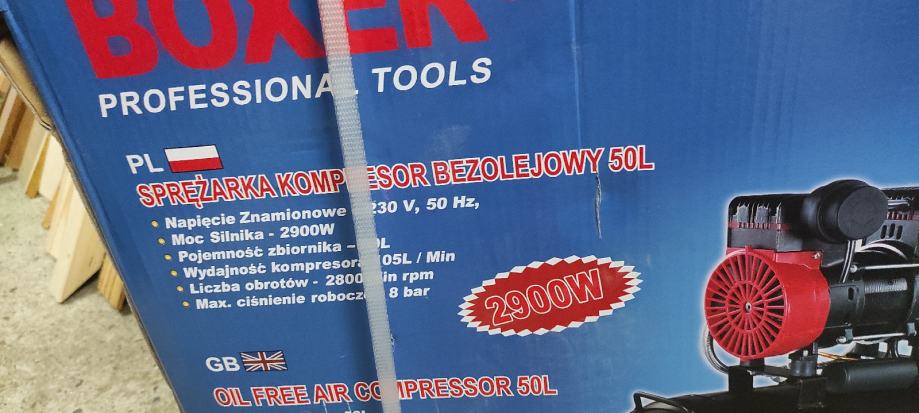 BOXER
PROFESSIONAL TOOLS
PL
SPRĘŻARKA KOMPRESOR BEZOLEJOWY 50L
• Napięcie Znamionowe 230 V, 50 Hz,
• Moc Silnika - 2900W
• Pojemność zbiornika – L
• Wydajność kompresora 105L / Min
• Liczba obrotów - 2800 rpm
• Max. ciśnienie robocze 8 bar
2900W
GB
OIL FREE AIR COMPRESSOR 50L